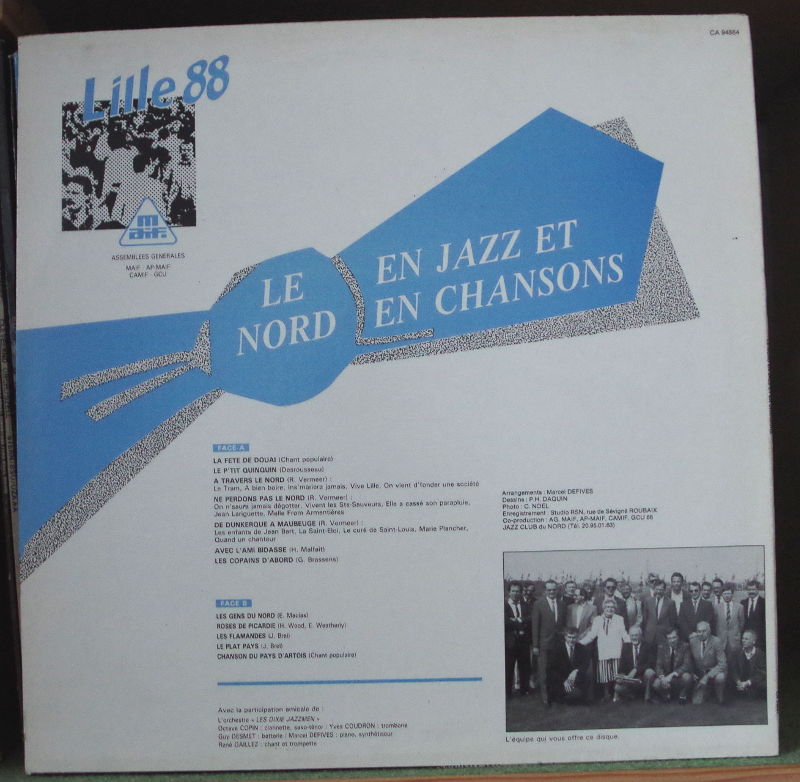 CA 94884
Lille 88
maif
ASSEMBLEES GENERALES
MAIF - AP-MAIF
CAMIF - GCU
LE
NORD
EN JAZZ ET
EN CHANSONS
FACE A
LA FETE DE DOUAI (Chant populaire)
LE P'TIT QUINQUIN (Desrousseau)
A TRAVERS LE NORD (R. Vermeer) :
Le Tram, A bien boire, Ins'mariera jamais, Vive Lille, On vient d'fonder une société
NE PERDONS PAS LE NORD (R. Vermeer) :
On n'saura jamais dégotter, Vivent les Sts-Sauveurs, Elle a cassé son parapluie,
Jean Lariguette, Melle From Armentières
DE DUNKERQUE A MAUBEUGE (R. Vermeer) :
Les enfants de Jean Bart, La Saint-Eloi, Le curé de Saint-Louis, Marie Plancher,
Quand un chanteur
AVEC L'AMI BIDASSE (H. Malfait)
LES COPAINS D'ABORD (G. Brassens)
FACE B
LES GENS DU NORD (E. Macias)
ROSES DE PICARDIE (H. Wood, E. Weatherly)
LES FLAMANDES (J. Brel)
LE PLAT PAYS (J. Brel)
CHANSON DU PAYS D'ARTOIS (Chant populaire)
Avec la participation amicale de :
L'orchestre « LES DIXIE JAZZMEN »
Octave COPIN : clarinette, saxo-ténor / Yves COUDRON : trombone
Guy DESMET : batterie / Marcel DEFIVES : piano, synthétiseur
René DAILLEZ : chant et trompette
Arrangements : Marcel DEFIVES
Dessins : P.H. DAQUIN
Photo : C. NOEL
Enregistrement : Studio RSN, rue de Sévigné ROUBAIX
Co-production : AG, MAIF, AP-MAIF, CAMIF, GCU 88
JAZZ CLUB du NORD (Tél. 20.95.01.63)
L'équipe qui vous offre ce disque.